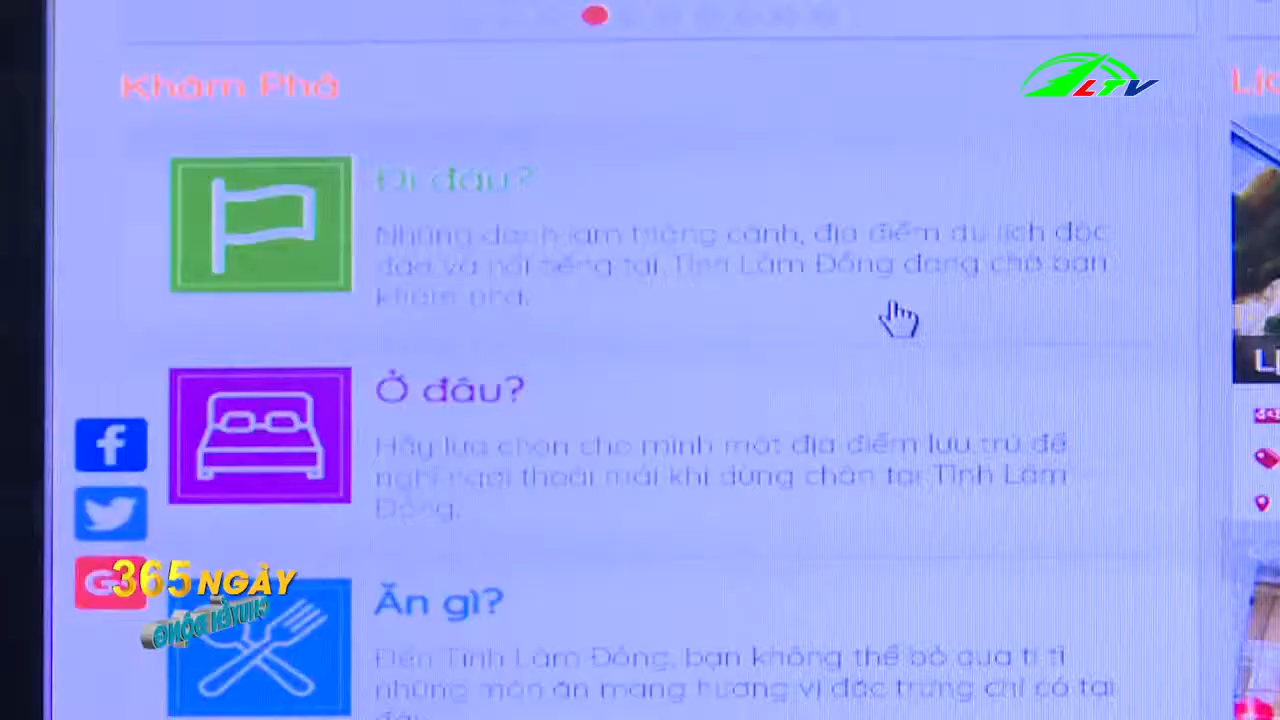 Khám Phá
LTV
Lịc
Đi đâu?
Những danh lam thắng cảnh, địa điểm du lịch độc
đáo và nổi tiếng tại Tỉnh Lâm Đồng đang chờ bạn
khám phá.
Ở đâu?
Hãy lựa chọn cho mình một địa điểm lưu trú để
nghỉ ngơi thoải mái khi dừng chân tại Tỉnh Lâm
Đồng.
f
G
365 NGÀY
CHUYỂN ĐỘNG
Ăn gì?
Đến Tỉnh Lâm Đồng, bạn không thể bỏ qua
những món ăn mang hương vị đặc trưng chỉ có tại